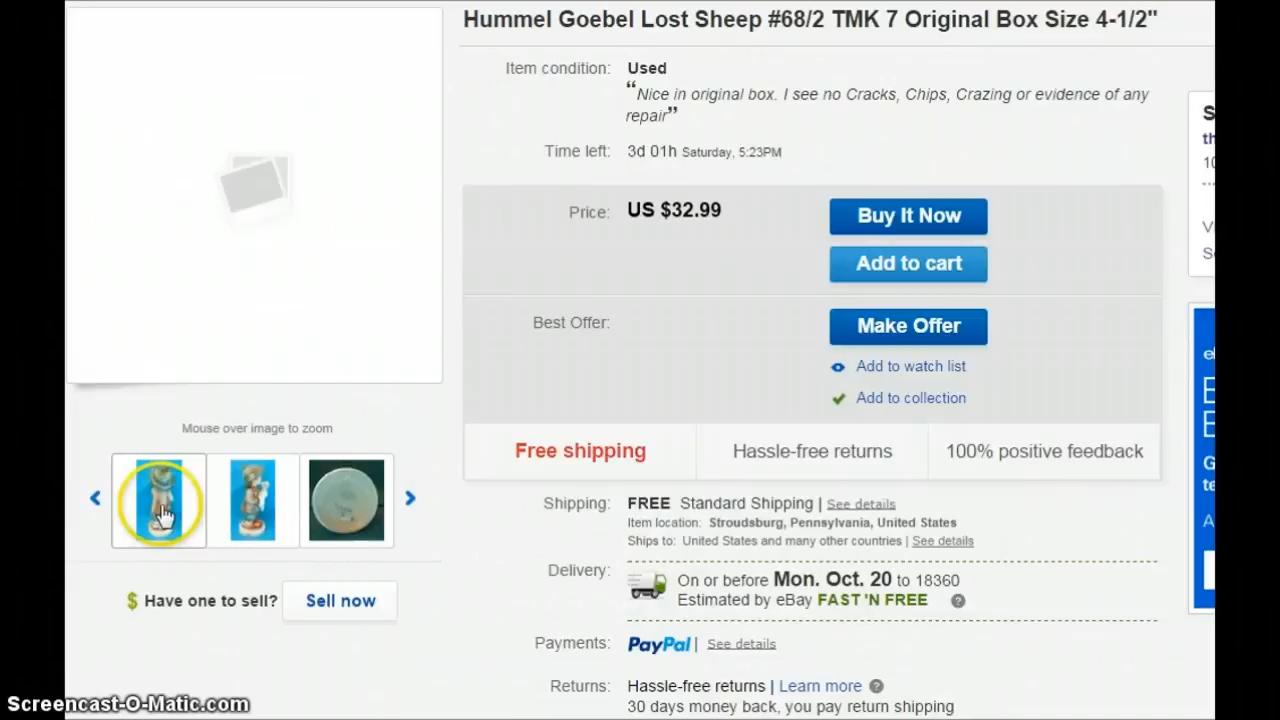 Hummel Goebel Lost Sheep #68/2 TMK 7 Original Box Size 4-1/2"
Item condition: Used
“Nice in original box. I see no Cracks, Chips, Crazing or evidence of any
repair”
Time left: 3d 01h Saturday, 5:23PM
Price: US $32.99
Buy It Now
Add to cart
Best Offer:
Make Offer
Add to watch list
Add to collection
Mouse over image to zoom
Free shipping Hassle-free returns 100% positive feedback
Shipping: FREE Standard Shipping | See details
Item location: Stroudsburg, Pennsylvania, United States
Ships to: United States and many other countries | See details
Delivery: On or before Mon. Oct. 20 to 18360
Estimated by eBay FAST 'N FREE ?
$ Have one to sell? Sell now
Payments: PayPal | See details
Returns: Hassle-free returns | Learn more ?
30 days money back, you pay return shipping
Screencast-O-Matic.com